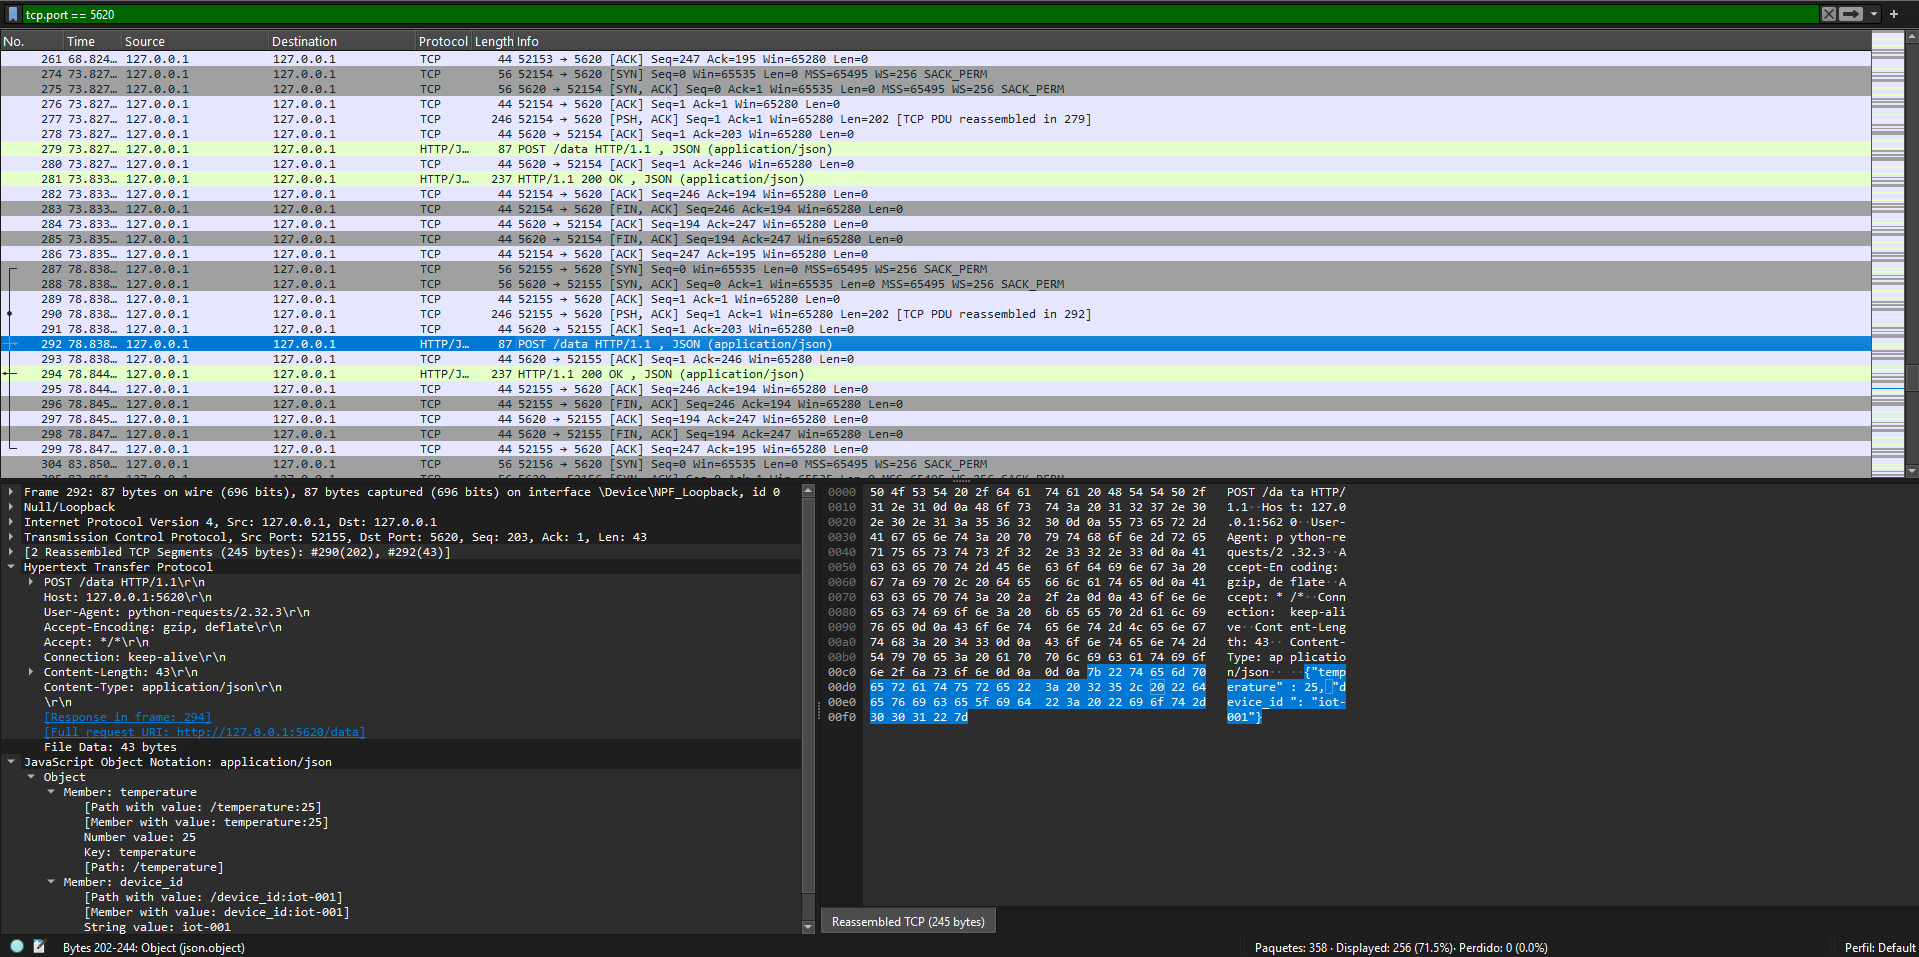 tcp.port == 5620
No. Time Source Destination Protocol Length Info
261 68.824… 127.0.0.1 127.0.0.1 TCP 44 52153 → 5620 [ACK] Seq=247 Ack=195 Win=65280 Len=0
274 73.827… 127.0.0.1 127.0.0.1 TCP 56 52154 → 5620 [SYN] Seq=0 Win=65535 Len=0 MSS=65495 WS=256 SACK_PERM
275 73.827… 127.0.0.1 127.0.0.1 TCP 56 5620 → 52154 [SYN, ACK] Seq=0 Ack=1 Win=65535 Len=0 MSS=65495 WS=256 SACK_PERM
276 73.827… 127.0.0.1 127.0.0.1 TCP 44 52154 → 5620 [ACK] Seq=1 Ack=1 Win=65280 Len=0
277 73.827… 127.0.0.1 127.0.0.1 TCP 246 52154 → 5620 [PSH, ACK] Seq=1 Ack=1 Win=65280 Len=202 [TCP PDU reassembled in 279]
278 73.827… 127.0.0.1 127.0.0.1 TCP 44 5620 → 52154 [ACK] Seq=1 Ack=203 Win=65280 Len=0
279 73.827… 127.0.0.1 127.0.0.1 HTTP/J… 87 POST /data HTTP/1.1 , JSON (application/json)
280 73.827… 127.0.0.1 127.0.0.1 TCP 44 5620 → 52154 [ACK] Seq=1 Ack=246 Win=65280 Len=0
281 73.833… 127.0.0.1 127.0.0.1 HTTP/J… 237 HTTP/1.1 200 OK , JSON (application/json)
282 73.833… 127.0.0.1 127.0.0.1 TCP 44 52154 → 5620 [ACK] Seq=246 Ack=194 Win=65280 Len=0
283 73.833… 127.0.0.1 127.0.0.1 TCP 44 52154 → 5620 [FIN, ACK] Seq=246 Ack=194 Win=65280 Len=0
284 73.833… 127.0.0.1 127.0.0.1 TCP 44 5620 → 52154 [ACK] Seq=194 Ack=247 Win=65280 Len=0
285 73.835… 127.0.0.1 127.0.0.1 TCP 44 5620 → 52154 [FIN, ACK] Seq=194 Ack=247 Win=65280 Len=0
286 73.835… 127.0.0.1 127.0.0.1 TCP 44 52154 → 5620 [ACK] Seq=247 Ack=195 Win=65280 Len=0
287 78.838… 127.0.0.1 127.0.0.1 TCP 56 52155 → 5620 [SYN] Seq=0 Win=65535 Len=0 MSS=65495 WS=256 SACK_PERM
288 78.838… 127.0.0.1 127.0.0.1 TCP 56 5620 → 52155 [SYN, ACK] Seq=0 Ack=1 Win=65535 Len=0 MSS=65495 WS=256 SACK_PERM
289 78.838… 127.0.0.1 127.0.0.1 TCP 44 52155 → 5620 [ACK] Seq=1 Ack=1 Win=65280 Len=0
290 78.838… 127.0.0.1 127.0.0.1 TCP 246 52155 → 5620 [PSH, ACK] Seq=1 Ack=1 Win=65280 Len=202 [TCP PDU reassembled in 292]
291 78.838… 127.0.0.1 127.0.0.1 TCP 44 5620 → 52155 [ACK] Seq=1 Ack=203 Win=65280 Len=0
292 78.838… 127.0.0.1 127.0.0.1 HTTP/J… 87 POST /data HTTP/1.1 , JSON (application/json)
293 78.838… 127.0.0.1 127.0.0.1 TCP 44 5620 → 52155 [ACK] Seq=1 Ack=246 Win=65280 Len=0
294 78.844… 127.0.0.1 127.0.0.1 HTTP/J… 237 HTTP/1.1 200 OK , JSON (application/json)
295 78.844… 127.0.0.1 127.0.0.1 TCP 44 52155 → 5620 [ACK] Seq=246 Ack=194 Win=65280 Len=0
296 78.845… 127.0.0.1 127.0.0.1 TCP 44 52155 → 5620 [FIN, ACK] Seq=246 Ack=194 Win=65280 Len=0
297 78.845… 127.0.0.1 127.0.0.1 TCP 44 5620 → 52155 [ACK] Seq=194 Ack=247 Win=65280 Len=0
298 78.847… 127.0.0.1 127.0.0.1 TCP 44 5620 → 52155 [FIN, ACK] Seq=194 Ack=247 Win=65280 Len=0
299 78.847… 127.0.0.1 127.0.0.1 TCP 44 52155 → 5620 [ACK] Seq=247 Ack=195 Win=65280 Len=0
304 83.850… 127.0.0.1 127.0.0.1 TCP 56 52156 → 5620 [SYN] Seq=0 Win=65535 Len=0 MSS=65495 WS=256 SACK_PERM
Frame 292: 87 bytes on wire (696 bits), 87 bytes captured (696 bits) on interface \Device\NPF_Loopback, id 0
Null/Loopback
Internet Protocol Version 4, Src: 127.0.0.1, Dst: 127.0.0.1
Transmission Control Protocol, Src Port: 52155, Dst Port: 5620, Seq: 203, Ack: 1, Len: 43
[2 Reassembled TCP Segments (245 bytes): #290(202), #292(43)]
Hypertext Transfer Protocol
POST /data HTTP/1.1\r\n
Host: 127.0.0.1:5620\r\n
User-Agent: python-requests/2.32.3\r\n
Accept-Encoding: gzip, deflate\r\n
Accept: */*\r\n
Connection: keep-alive\r\n
Content-Length: 43\r\n
Content-Type: application/json\r\n
\r\n
[Response in frame: 294]
[Full request URI: http://127.0.0.1:5620/data]
File Data: 43 bytes
JavaScript Object Notation: application/json
Object
Member: temperature
[Path with value: /temperature:25]
[Member with value: temperature:25]
Number value: 25
Key: temperature
[Path: /temperature]
Member: device_id
[Path with value: /device_id:iot-001]
[Member with value: device_id:iot-001]
String value: iot-001
0000 50 4f 53 54 20 2f 64 61 74 61 20 48 54 54 50 2f POST /da ta HTTP/
0010 31 2e 31 0d 0a 48 6f 73 74 3a 20 31 32 37 2e 30 1.1··Hos t: 127.0
0020 2e 30 2e 31 3a 35 36 32 30 0d 0a 55 73 65 72 2d .0.1:562 0··User-
0030 41 67 65 6e 74 3a 20 70 79 74 68 6f 6e 2d 72 65 Agent: p ython-re
0040 71 75 65 73 74 73 2f 32 2e 33 32 2e 33 0d 0a 41 quests/2 .32.3··A
0050 63 63 65 70 74 2d 45 6e 63 6f 64 69 6e 67 3a 20 ccept-En coding:
0060 67 7a 69 70 2c 20 64 65 66 6c 61 74 65 0d 0a 41 gzip, de flate··A
0070 63 63 65 70 74 3a 20 2a 2f 2a 0d 0a 43 6f 6e 6e ccept: * /*··Conn
0080 65 63 74 69 6f 6e 3a 20 6b 65 65 70 2d 61 6c 69 ection: keep-ali
0090 76 65 0d 0a 43 6f 6e 74 65 6e 74 2d 4c 65 6e 67 ve··Cont ent-Leng
00a0 74 68 3a 20 34 33 0d 0a 43 6f 6e 74 65 6e 74 2d th: 43·· Content-
00b0 54 79 70 65 3a 20 61 70 70 6c 69 63 61 74 69 6f Type: ap plicatio
00c0 6e 2f 6a 73 6f 6e 0d 0a 0d 0a 7b 22 74 65 6d 70 n/json·· ··{"temp
00d0 65 72 61 74 75 72 65 22 3a 20 32 35 2c 20 22 64 erature" : 25, "d
00e0 65 76 69 63 65 5f 69 64 22 3a 20 22 69 6f 74 2d evice_id ": "iot-
00f0 30 30 31 22 7d 001"}
Reassembled TCP (245 bytes)
Bytes 202-244: Object (json.object)
Paquetes: 358 · Displayed: 256 (71.5%) · Perdido: 0 (0.0%)
Perfil: Default